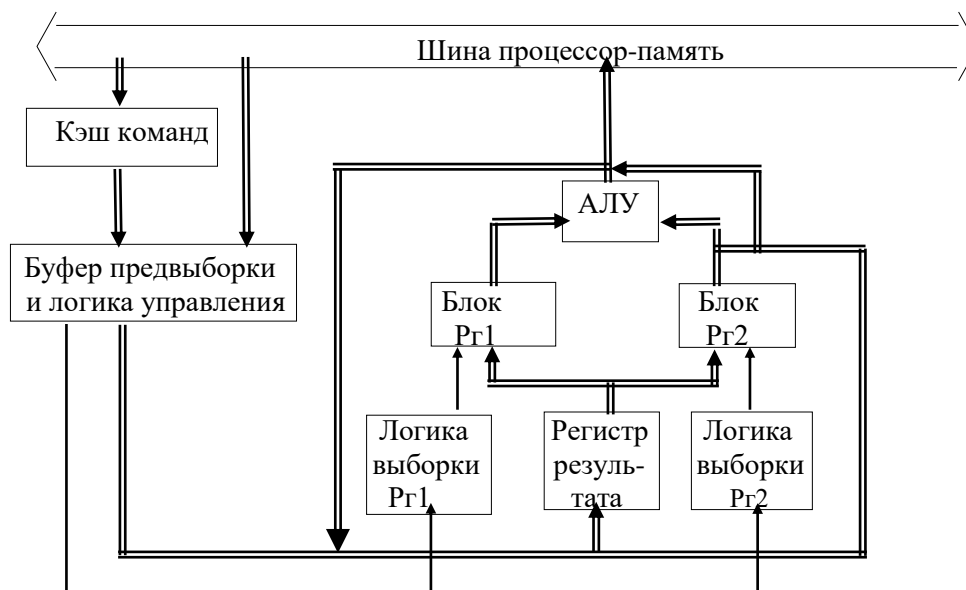 Шина процессор-память
Кэш команд
АЛУ
Буфер предвыборки
и логика управления
Блок
Рг1
Блок
Рг2
Логика
выборки
Рг1
Регистр
резуль-
тата
Логика
выборки
Рг2